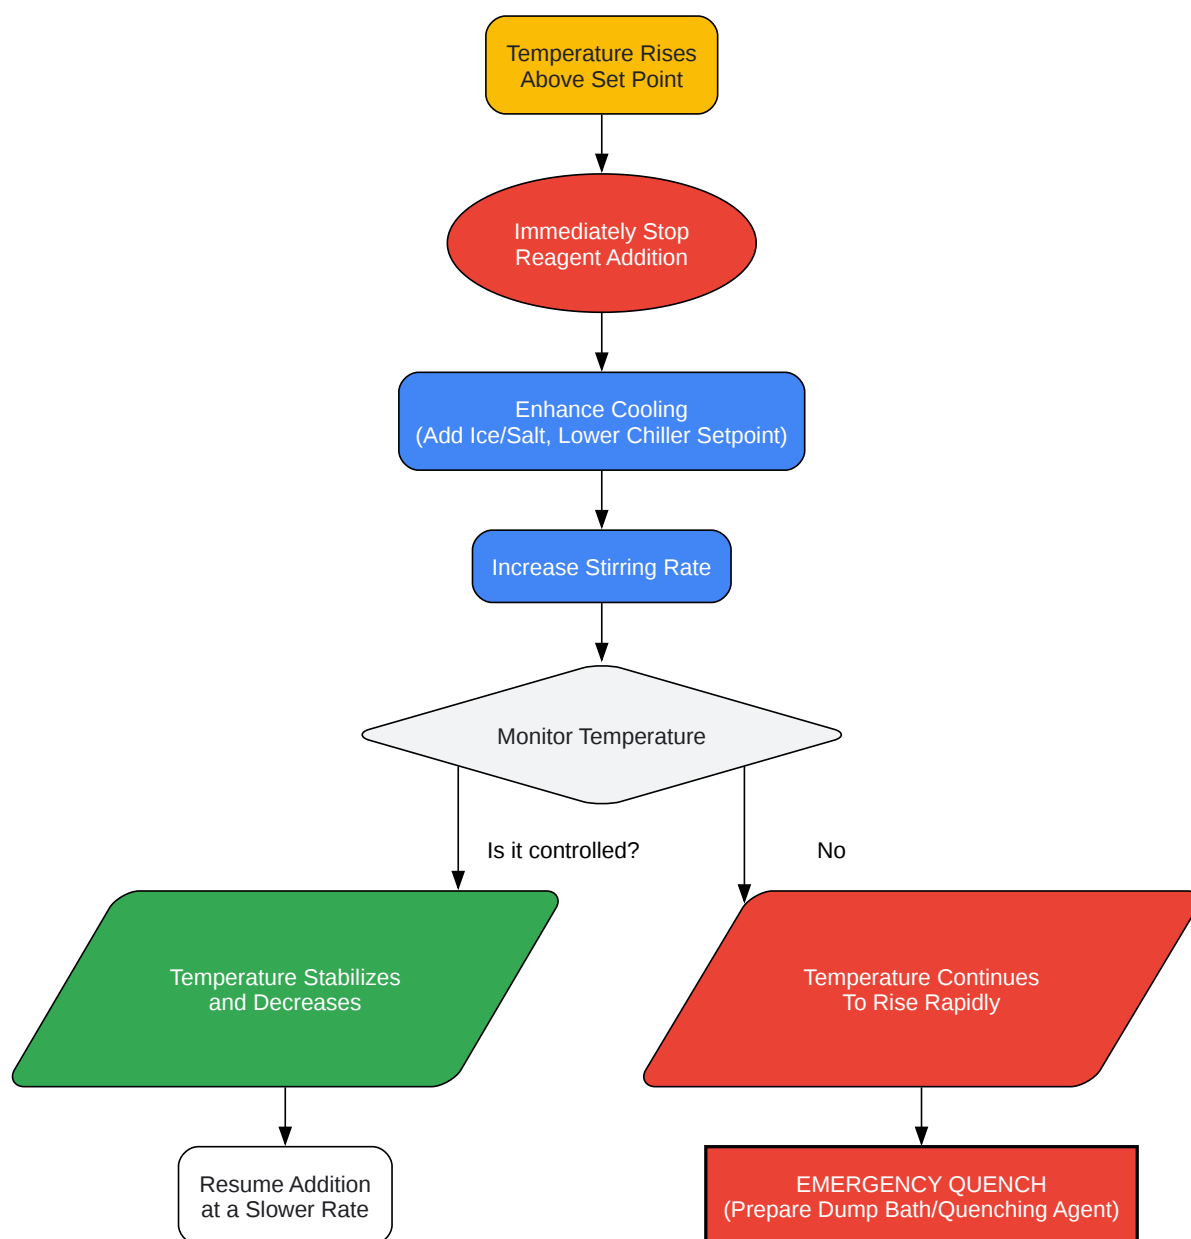 Temperature Rises
Above Set Point
Immediately Stop
Reagent Addition
Enhance Cooling
(Add Ice/Salt, Lower Chiller Setpoint)
Increase Stirring Rate
Monitor Temperature
Is it controlled?
No
Temperature Stabilizes
and Decreases
Temperature Continues
To Rise Rapidly
Resume Addition
at a Slower Rate
EMERGENCY QUENCH
(Prepare Dump Bath/Quenching Agent)